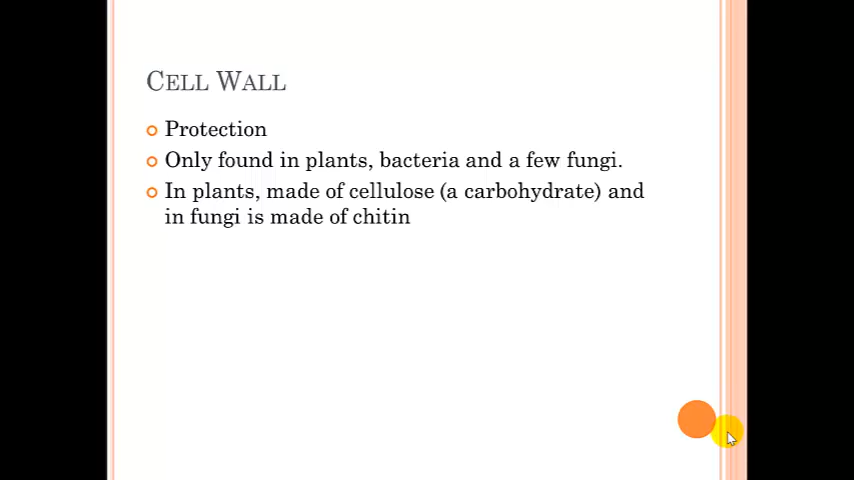 Cell Wall
Protection
Only found in plants, bacteria and a few fungi.
In plants, made of cellulose (a carbohydrate) and
in fungi is made of chitin